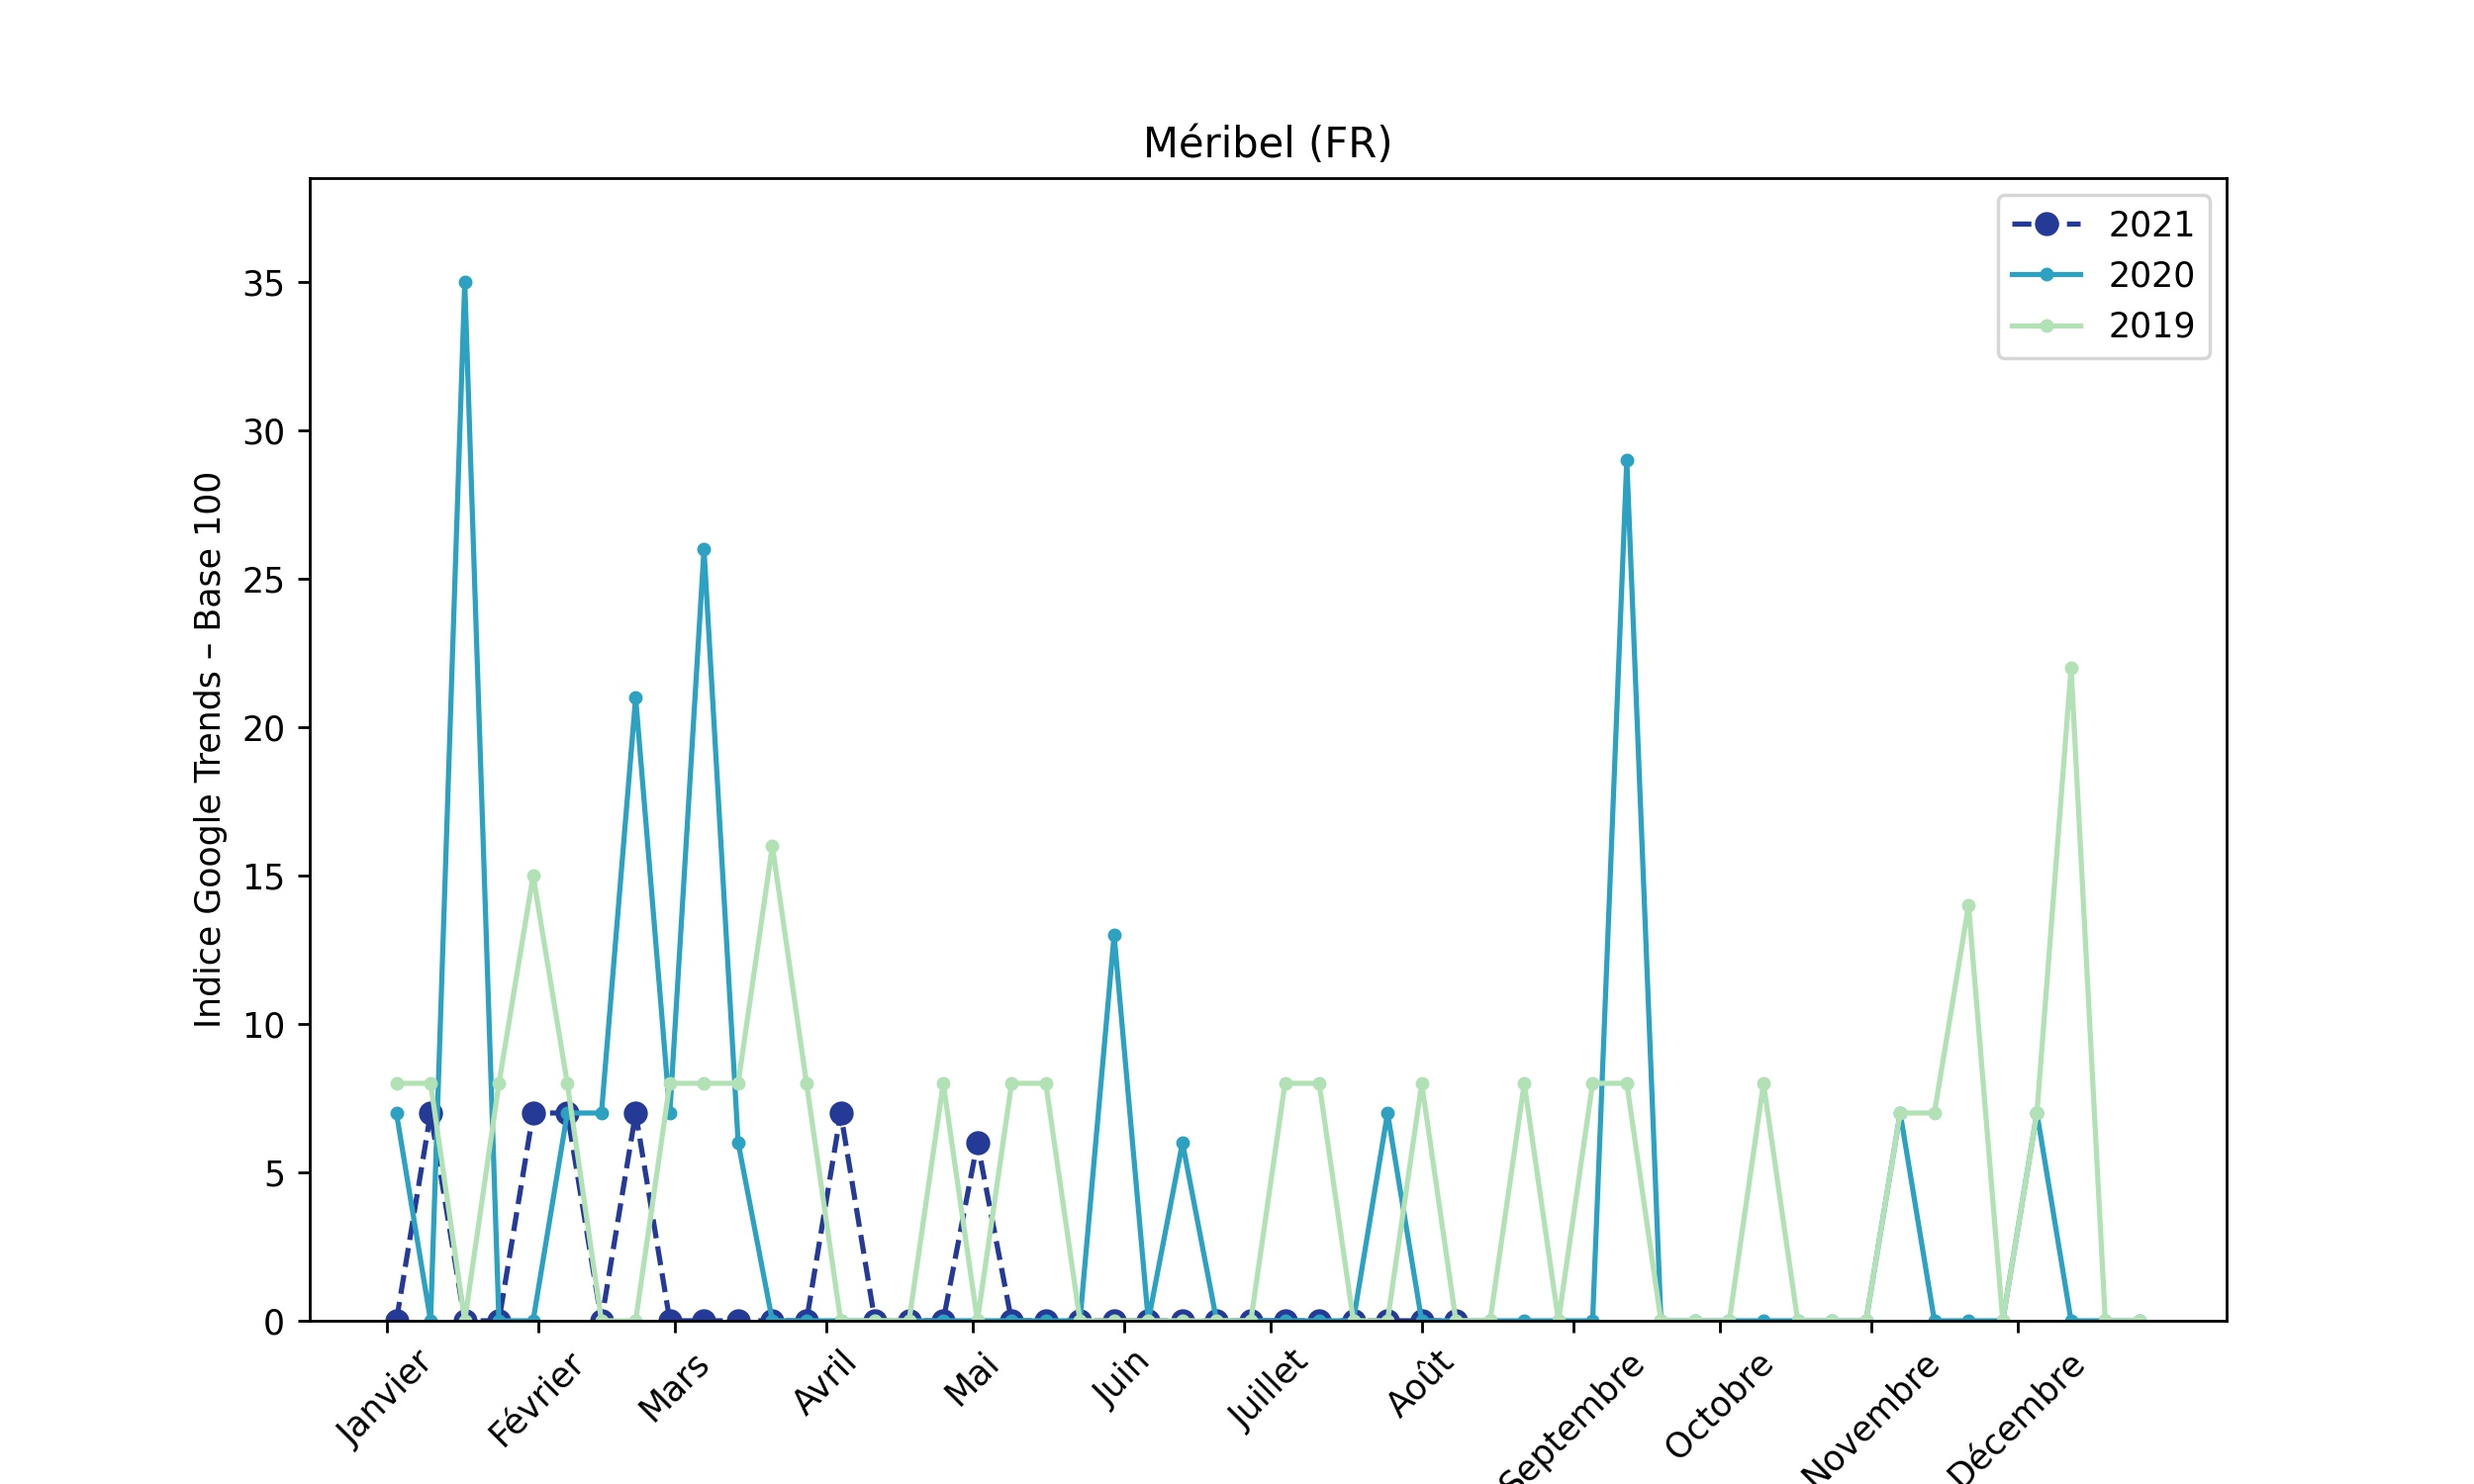 Méribel (FR)
2021
2020
2019
35
30
25
20
15
10
5
0
Indice Google Trends – Base 100
Janvier
Février
Mars
Avril
Mai
Juin
Juillet
Août
Septembre
Octobre
Novembre
Décembre